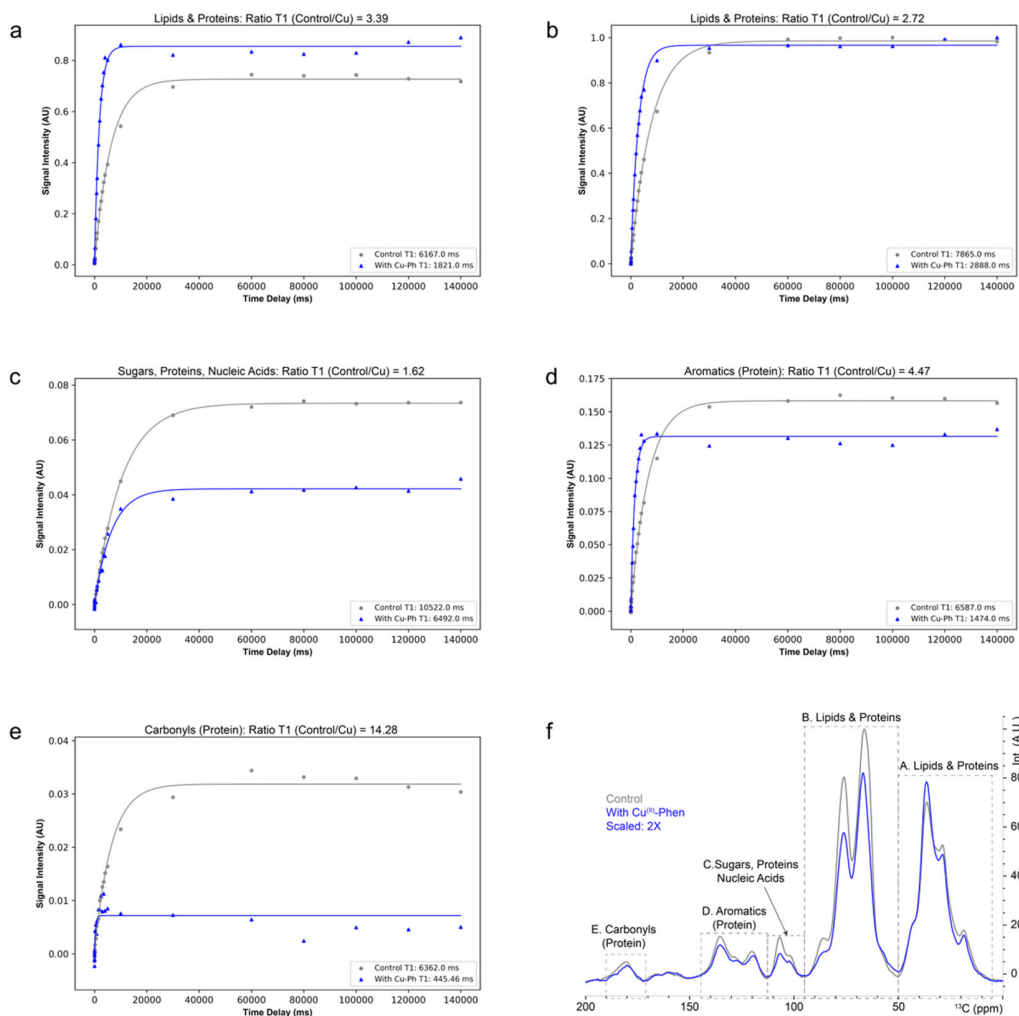 a
Lipids & Proteins: Ratio T1 (Control/Cu) = 3.39
Signal Intensity (AU)
0.8
0.6
0.4
0.2
0.0
0 20000 40000 60000 80000 100000 120000 140000
Time Delay (ms)
Control T1: 6167.0 ms
With Cu-Ph T1: 1821.0 ms
b
Lipids & Proteins: Ratio T1 (Control/Cu) = 2.72
Signal Intensity (AU)
1.0
0.8
0.6
0.4
0.2
0.0
0 20000 40000 60000 80000 100000 120000 140000
Time Delay (ms)
Control T1: 7865.0 ms
With Cu-Ph T1: 2888.0 ms
c
Sugars, Proteins, Nucleic Acids: Ratio T1 (Control/Cu) = 1.62
Signal Intensity (AU)
0.08
0.06
0.04
0.02
0.00
0 20000 40000 60000 80000 100000 120000 140000
Time Delay (ms)
Control T1: 10522.0 ms
With Cu-Ph T1: 6492.0 ms
d
Aromatics (Protein): Ratio T1 (Control/Cu) = 4.47
Signal Intensity (AU)
0.175
0.150
0.125
0.100
0.075
0.050
0.025
0.000
0 20000 40000 60000 80000 100000 120000 140000
Time Delay (ms)
Control T1: 6587.0 ms
With Cu-Ph T1: 1474.0 ms
e
Carbonyls (Protein): Ratio T1 (Control/Cu) = 14.28
Signal Intensity (AU)
0.04
0.03
0.02
0.01
0.00
0 20000 40000 60000 80000 100000 120000 140000
Time Delay (ms)
Control T1: 6362.0 ms
With Cu-Ph T1: 445.46 ms
f
B. Lipids & Proteins
A. Lipids & Proteins
Control
With Cu(II)-Phen
Scaled: 2X
C.Sugars, Proteins
Nucleic Acids
D. Aromatics
(Protein)
E. Carbonyls
(Protein)
Int. (A.U.)
80
40
0
200 150 100 50
13C (ppm)